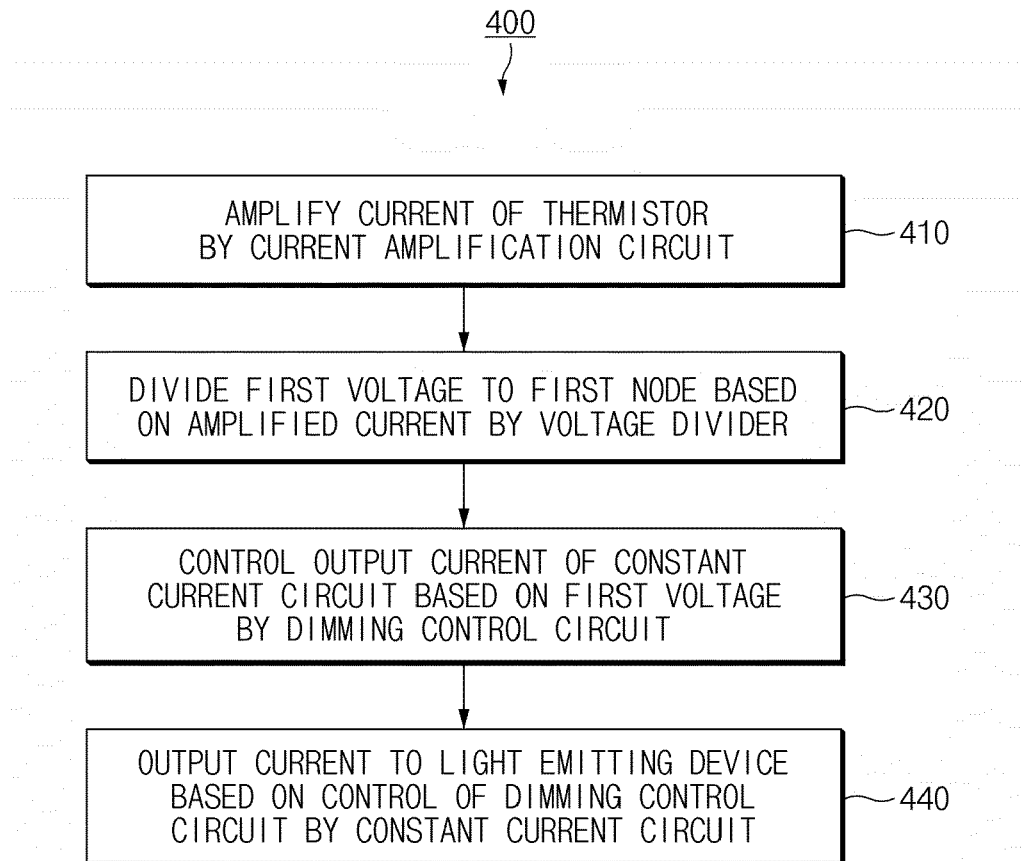 400
AMPLIFY CURRENT OF THERMISTOR
BY CURRENT AMPLIFICATION CIRCUIT
410
DIVIDE FIRST VOLTAGE TO FIRST NODE BASED
ON AMPLIFIED CURRENT BY VOLTAGE DIVIDER
420
CONTROL OUTPUT CURRENT OF CONSTANT
CURRENT CIRCUIT BASED ON FIRST VOLTAGE
BY DIMMING CONTROL CIRCUIT
430
OUTPUT CURRENT TO LIGHT EMITTING DEVICE
BASED ON CONTROL OF DIMMING CONTROL
CIRCUIT BY CONSTANT CURRENT CIRCUIT
440